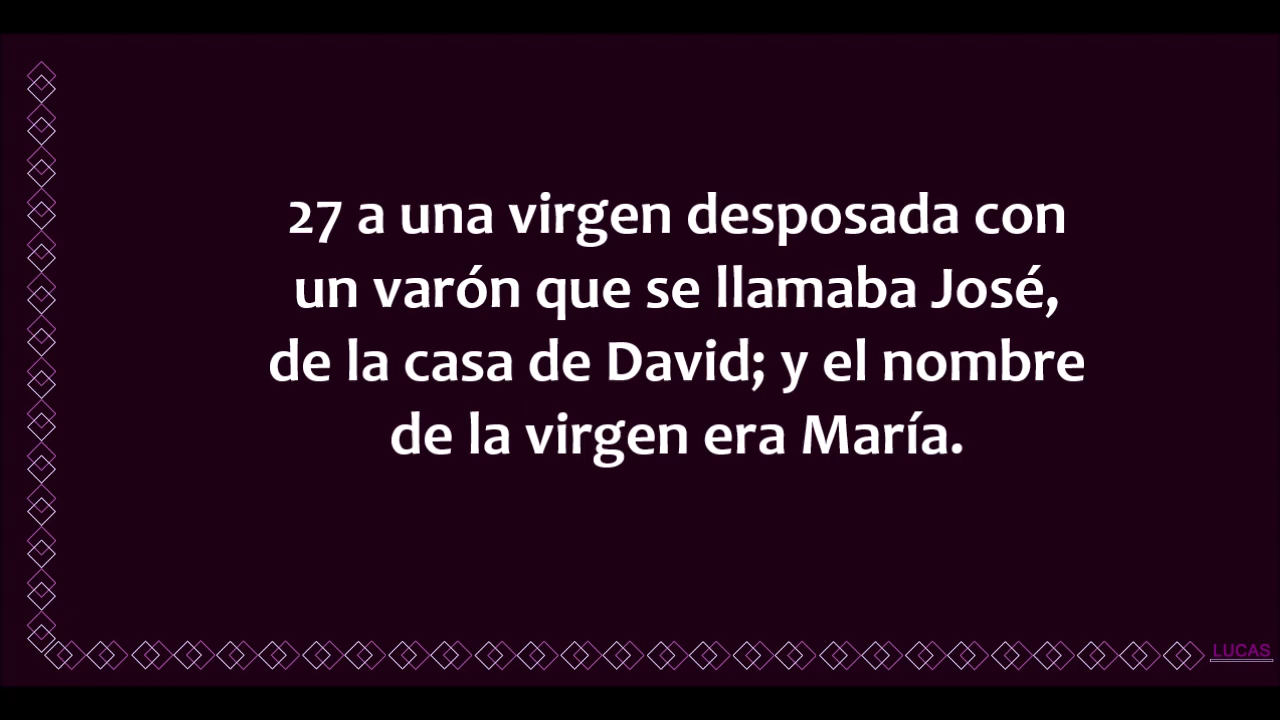 27 a una virgen desposada con
un varón que se llamaba José,
de la casa de David; y el nombre
de la virgen era María.
LUCAS